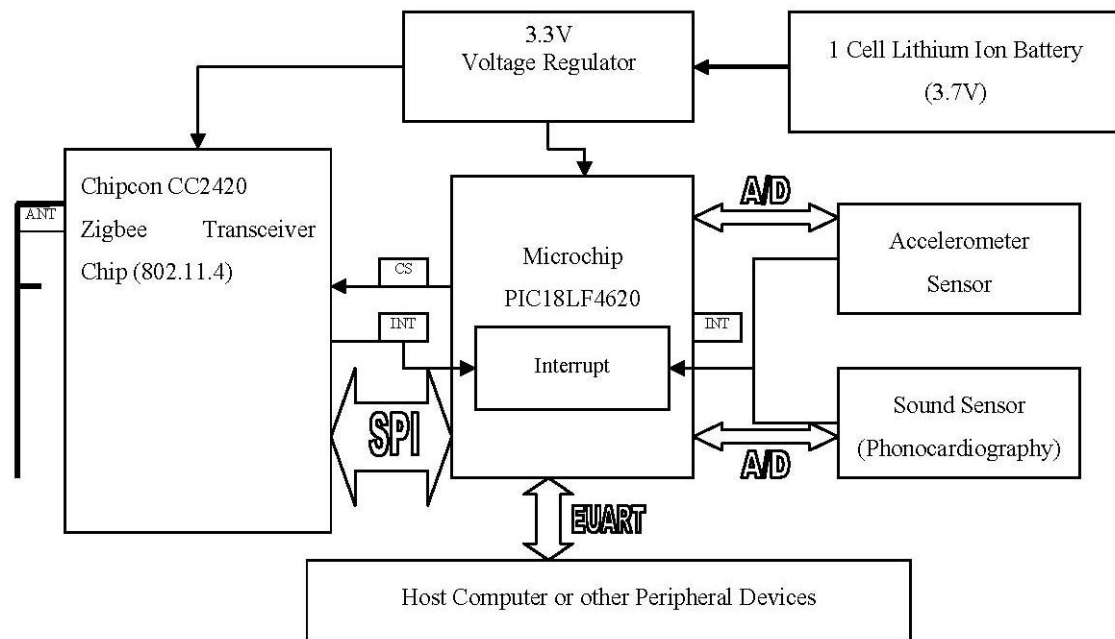 3.3V
Voltage Regulator
1 Cell Lithium Ion Battery
(3.7V)
Chipcon CC2420
Zigbee Transceiver
Chip (802.11.4)
ANT
CS
INT
SPI
Microchip
PIC18LF4620
Interrupt
INT
A/D
Accelerometer
Sensor
Sound Sensor
(Phonocardiography)
A/D
EUART
Host Computer or other Peripheral Devices